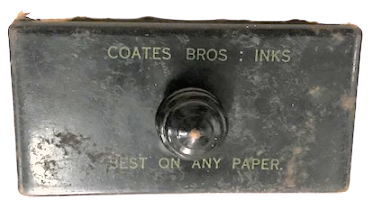 COATES BROS : INKS
BEST ON ANY PAPER.